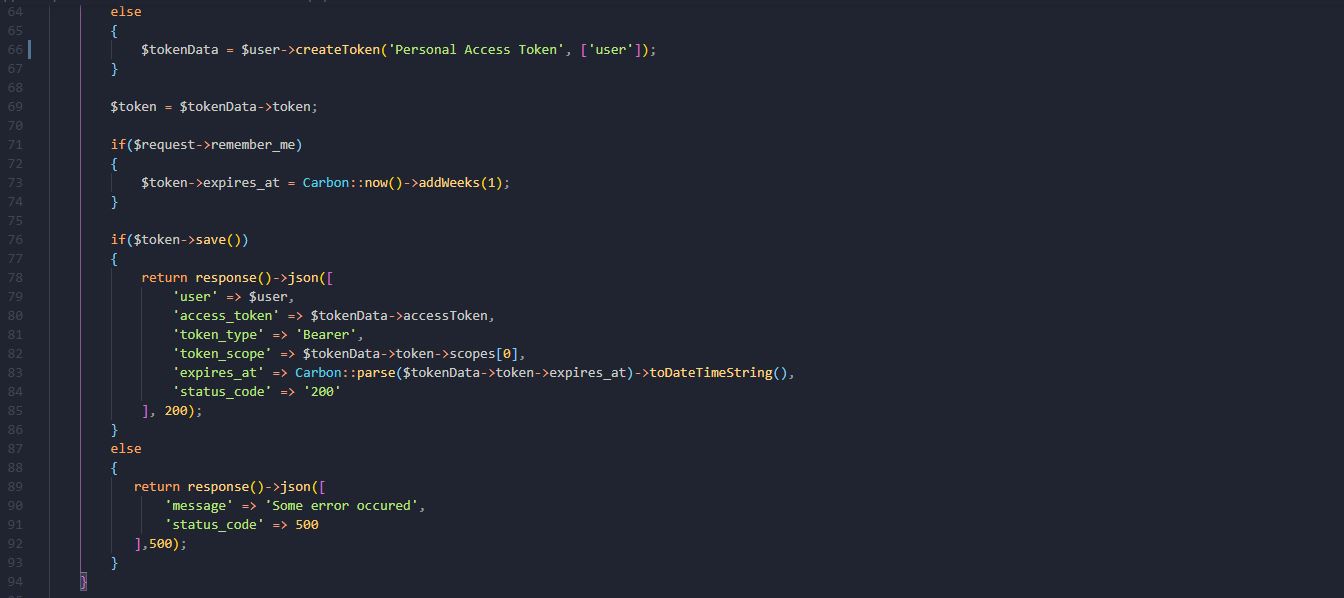 64 else
65 {
66 $tokenData = $user->createToken('Personal Access Token', ['user']);
67 }
68
69 $token = $tokenData->token;
70
71 if($request->remember_me)
72 {
73 $token->expires_at = Carbon::now()->addWeeks(1);
74 }
75
76 if($token->save())
77 {
78 return response()->json([
79 'user' => $user,
80 'access_token' => $tokenData->accessToken,
81 'token_type' => 'Bearer',
82 'token_scope' => $tokenData->token->scopes[0],
83 'expires_at' => Carbon::parse($tokenData->token->expires_at)->toDateTimeString(),
84 'status_code' => '200'
85 ], 200);
86 }
87 else
88 {
89 return response()->json([
90 'message' => 'Some error occured',
91 'status_code' => 500
92 ],500);
93 }
94 }